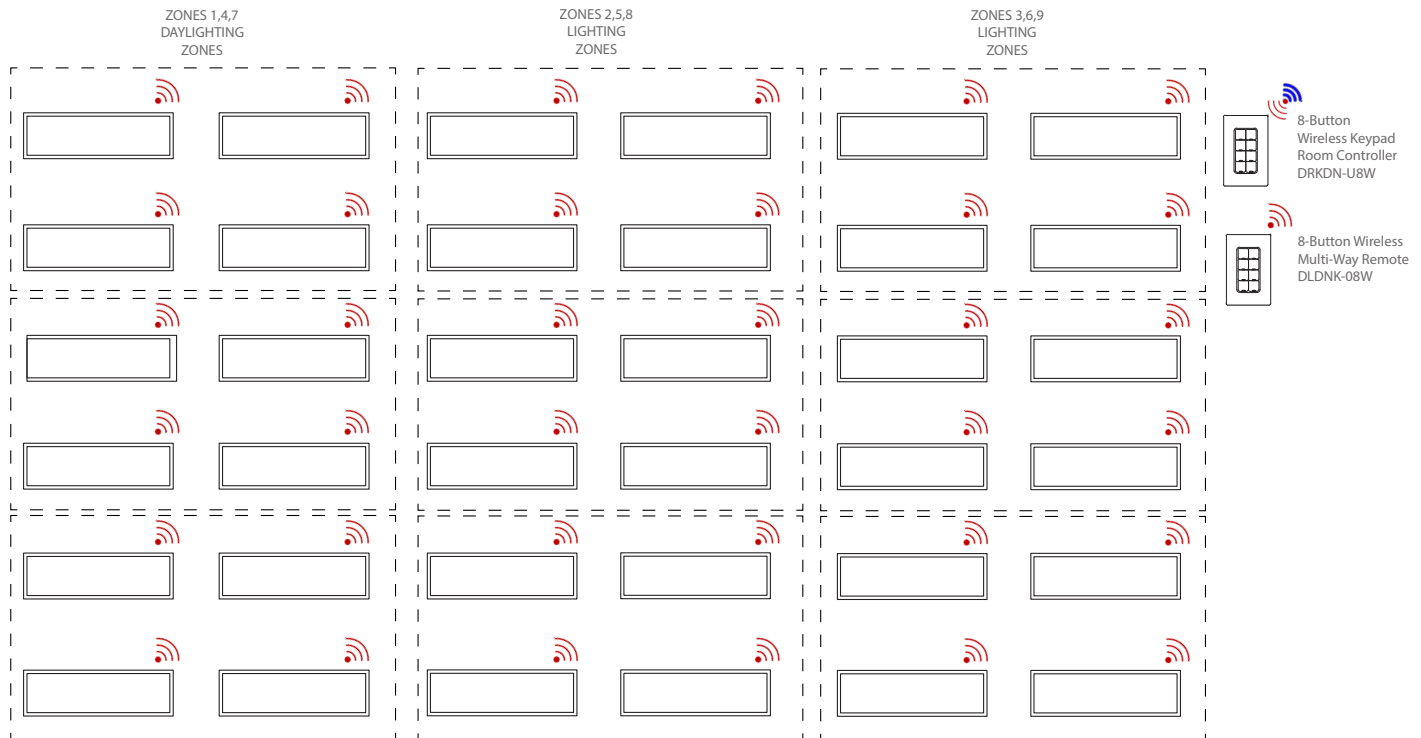 ZONES 1,4,7
DAYLIGHTING
ZONES
ZONES 2,5,8
LIGHTING
ZONES
ZONES 3,6,9
LIGHTING
ZONES
8-Button
Wireless Keypad
Room Controller
DRKDN-U8W
8-Button Wireless
Multi-Way Remote
DLDNK-08W